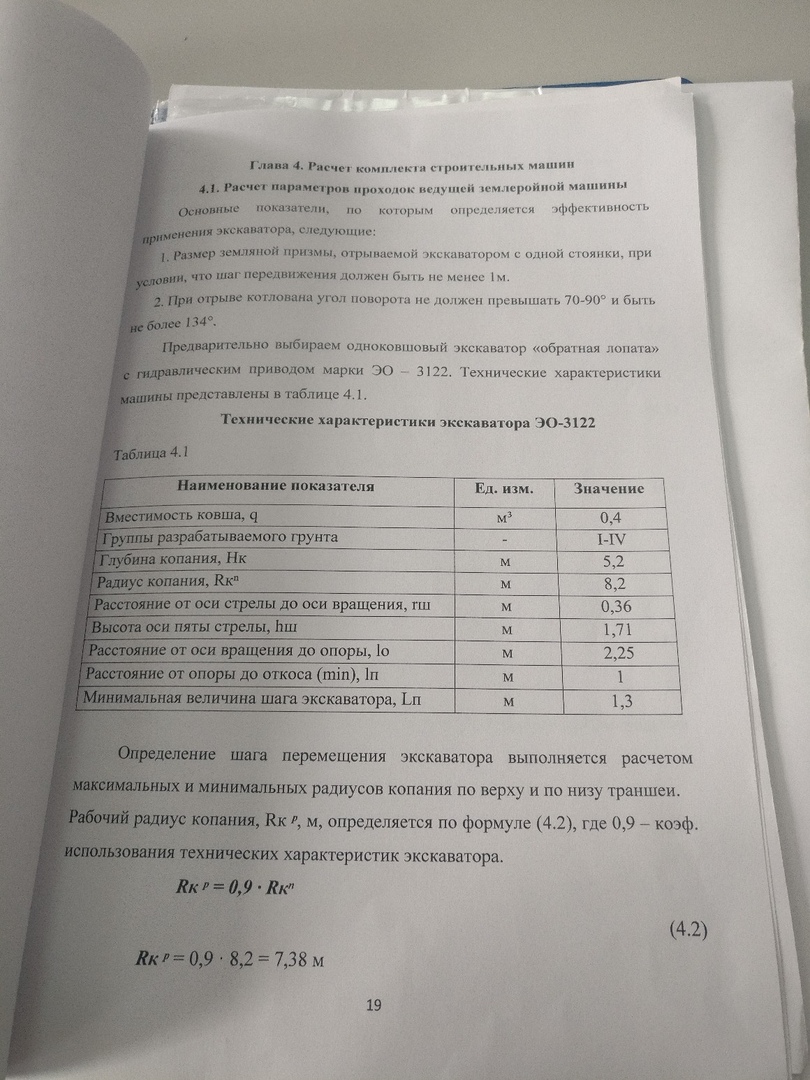 Глава 4. Расчет комплекта строительных машин
4.1. Расчет параметров проходок ведущей землеройной машины
Основные показатели, по которым определяется эффективность
применения экскаватора, следующие:
1. Размер земляной призмы, отрываемой экскаватором с одной стоянки, при
условии, что шаг передвижения должен быть не менее 1м.
2. При отрыве котлована угол поворота не должен превышать 70-90° и быть
не более 134°.
Предварительно выбираем одноковшовый экскаватор «обратная лопата»
с гидравлическим приводом марки ЭО – 3122. Технические характеристики
машины представлены в таблице 4.1.
Технические характеристики экскаватора ЭО-3122
Таблица 4.1
Наименование показателя Ед. изм. Значение
Вместимость ковша, q м³ 0,4
Группы разрабатываемого грунта - I-IV
Глубина копания, Нк м 5,2
Радиус копания, Rкⁿ м 8,2
Расстояние от оси стрелы до оси вращения, rш м 0,36
Высота оси пяты стрелы, hш м 1,71
Расстояние от оси вращения до опоры, lо м 2,25
Расстояние от опоры до откоса (min), lп м 1
Минимальная величина шага экскаватора, Lп м 1,3
Определение шага перемещения экскаватора выполняется расчетом
максимальных и минимальных радиусов копания по верху и по низу траншеи.
Рабочий радиус копания, Rк ᵖ, м, определяется по формуле (4.2), где 0,9 – коэф.
использования технических характеристик экскаватора.
Rк ᵖ = 0,9 · Rкⁿ
(4.2)
Rк ᵖ = 0,9 · 8,2 = 7,38 м
19